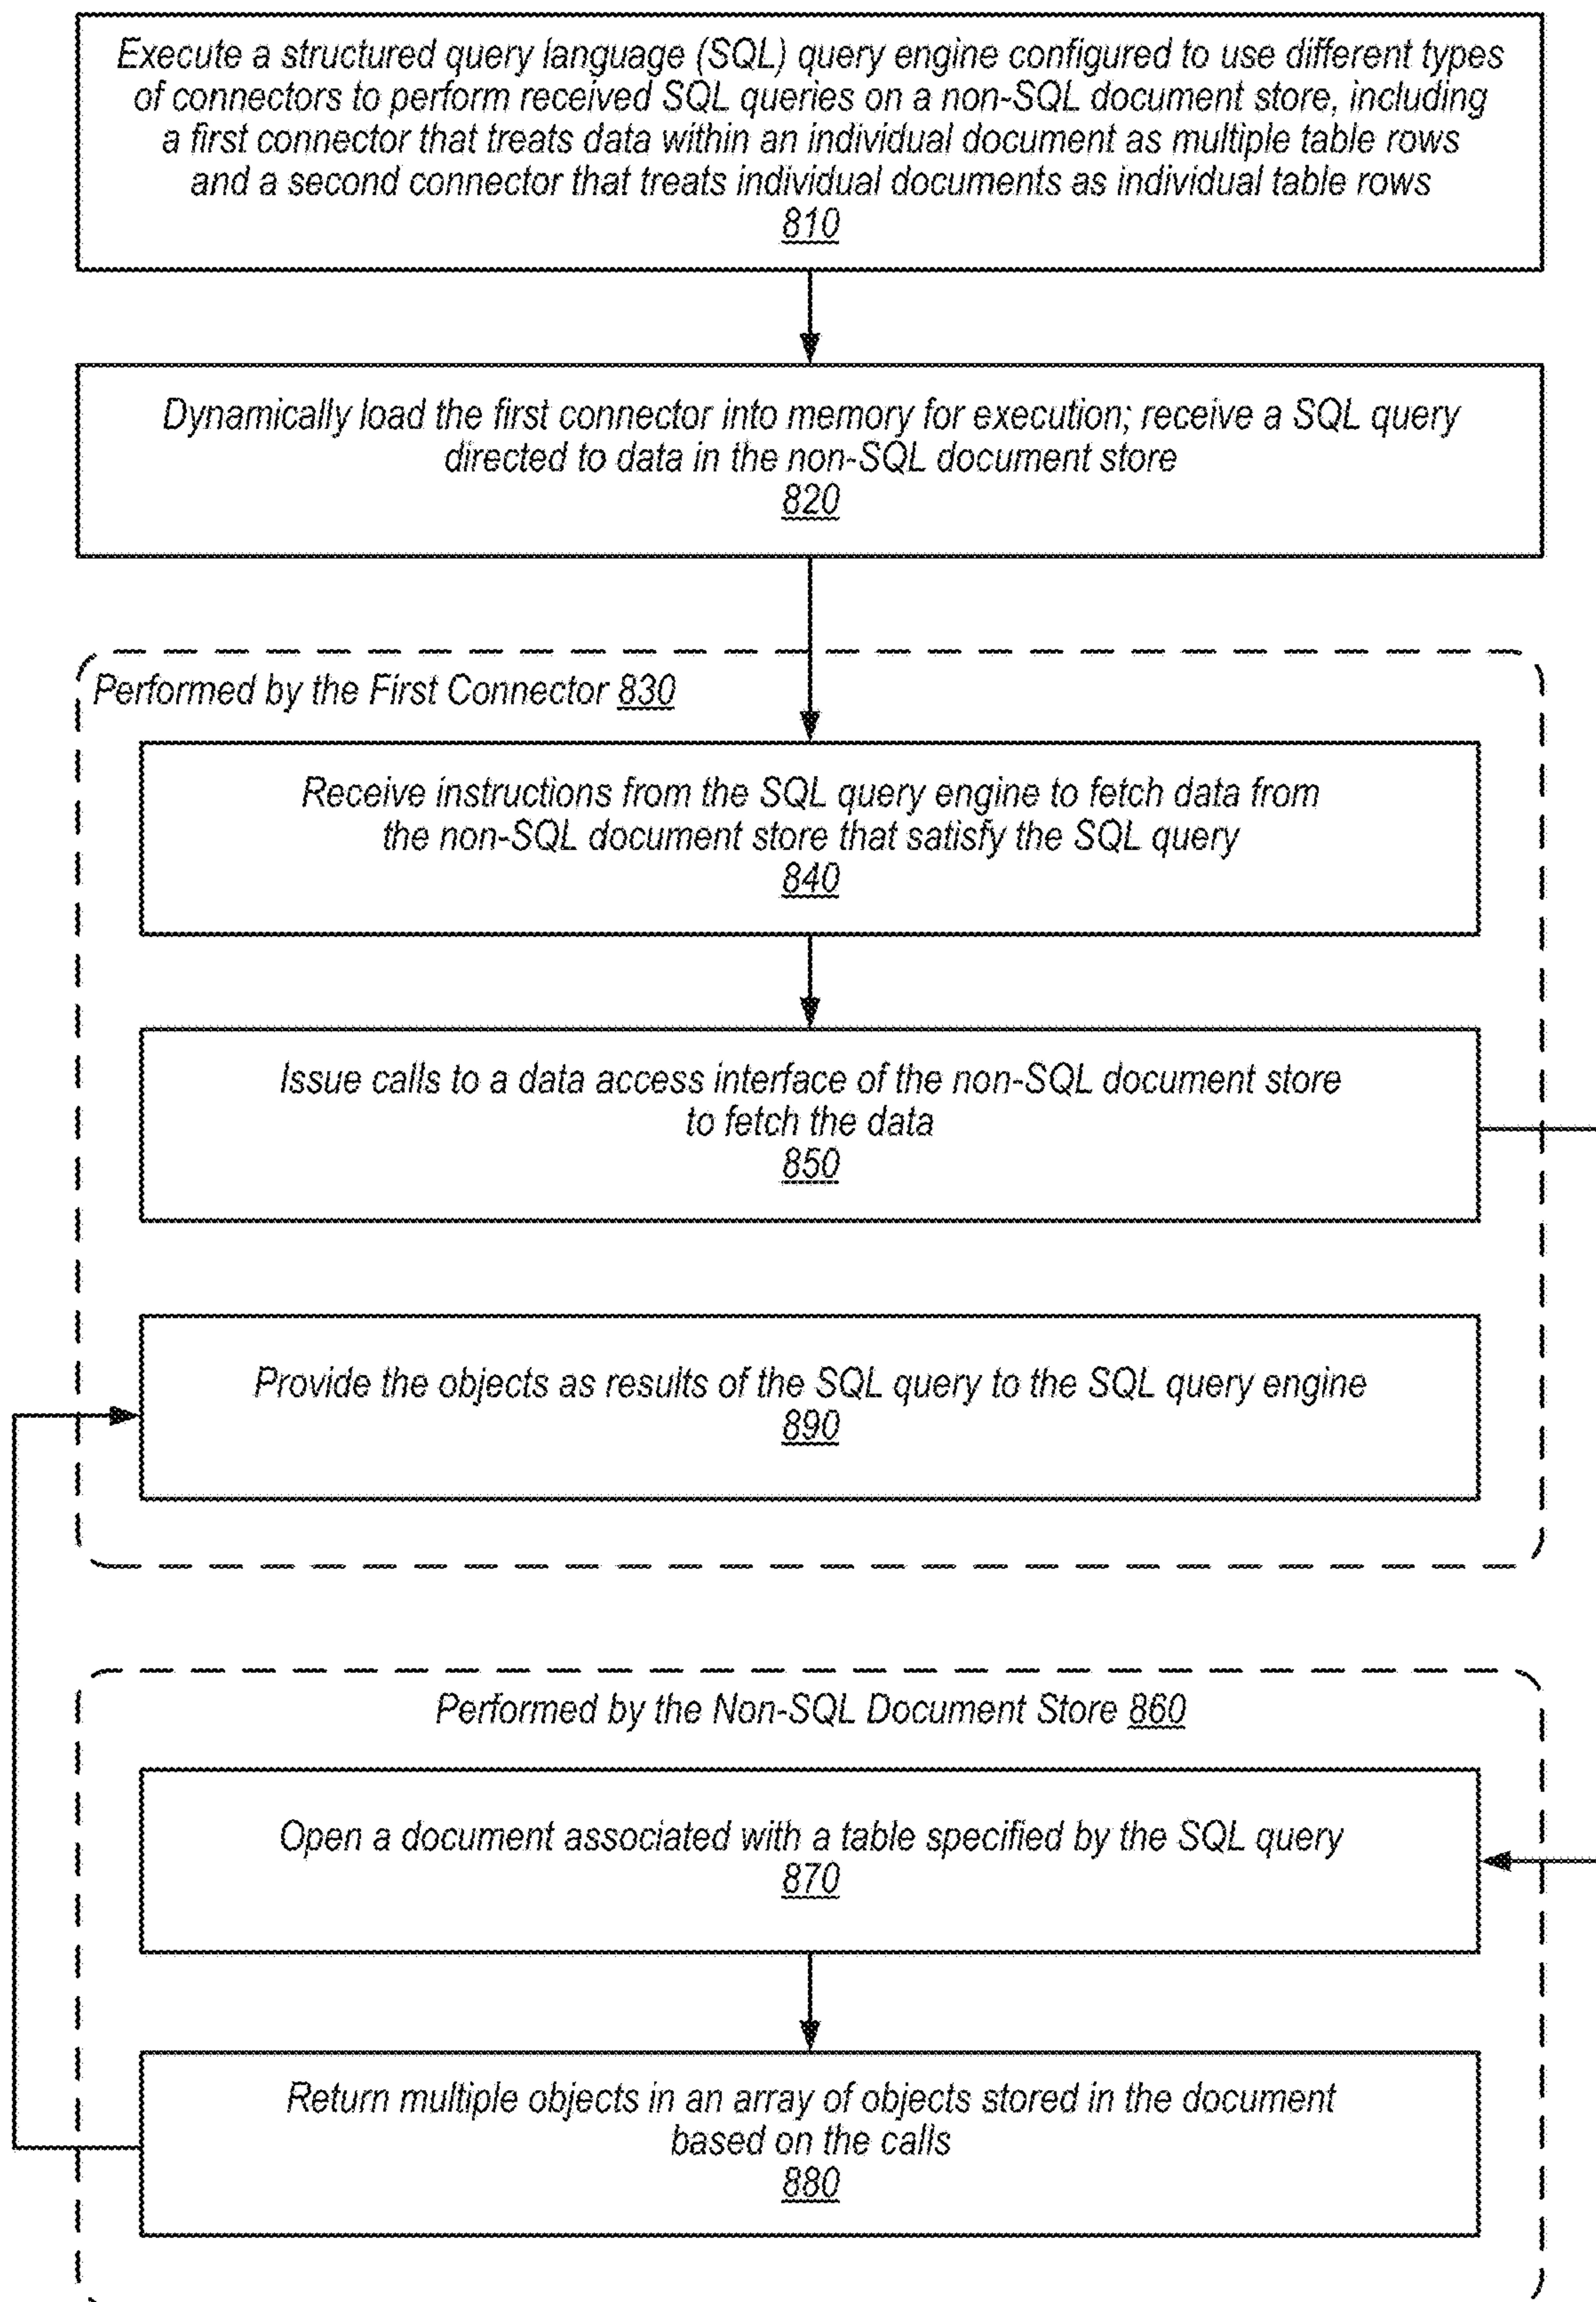 Execute a structured query language (SQL) query engine configured to use different types
of connectors to perform received SQL queries on a non-SQL document store, including
a first connector that treats data within an individual document as multiple table rows
and a second connector that treats individual documents as individual table rows
810
Dynamically load the first connector into memory for execution; receive a SQL query
directed to data in the non-SQL document store
820
Performed by the First Connector 830
Receive instructions from the SQL query engine to fetch data from
the non-SQL document store that satisfy the SQL query
840
Issue calls to a data access interface of the non-SQL document store
to fetch the data
850
Provide the objects as results of the SQL query to the SQL query engine
890
Performed by the Non-SQL Document Store 860
Open a document associated with a table specified by the SQL query
870
Return multiple objects in an array of objects stored in the document
based on the calls
880